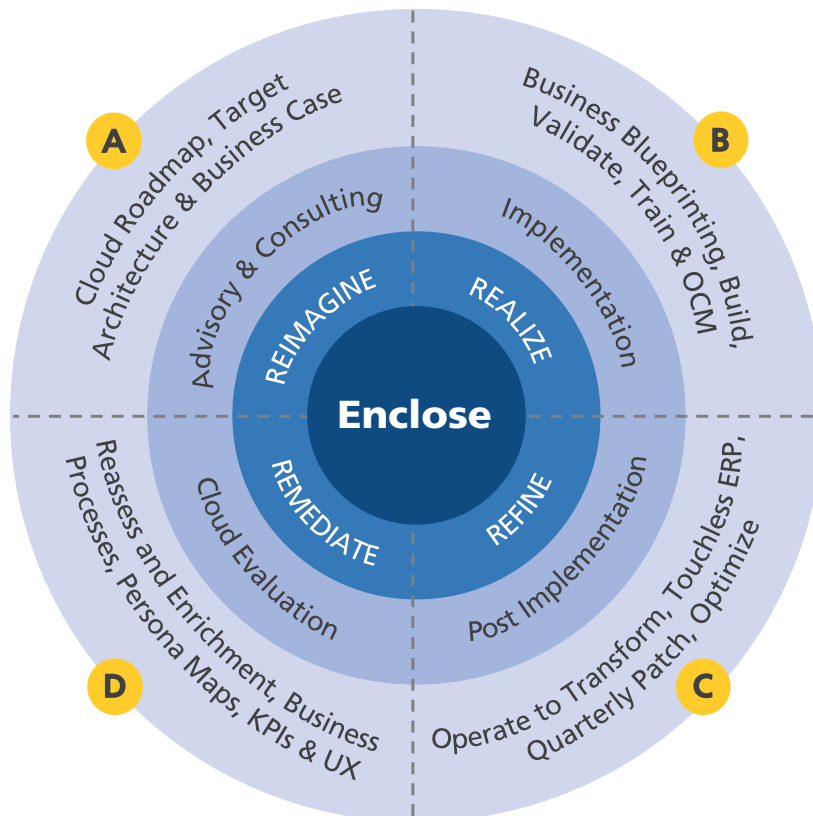 A
Cloud Roadmap, Target
Architecture & Business Case
Advisory & Consulting
REIMAGINE
B
Business Blueprinting, Build,
Validate, Train & OCM
Implementation
REALIZE
Enclose
D
Reassess and Enrichment, Business
Processes, Persona Maps, KPIs & UX
Cloud Evaluation
REMEDIATE
C
Operate to Transform, Touchless ERP,
Quarterly Patch, Optimize
Post Implementation
REFINE